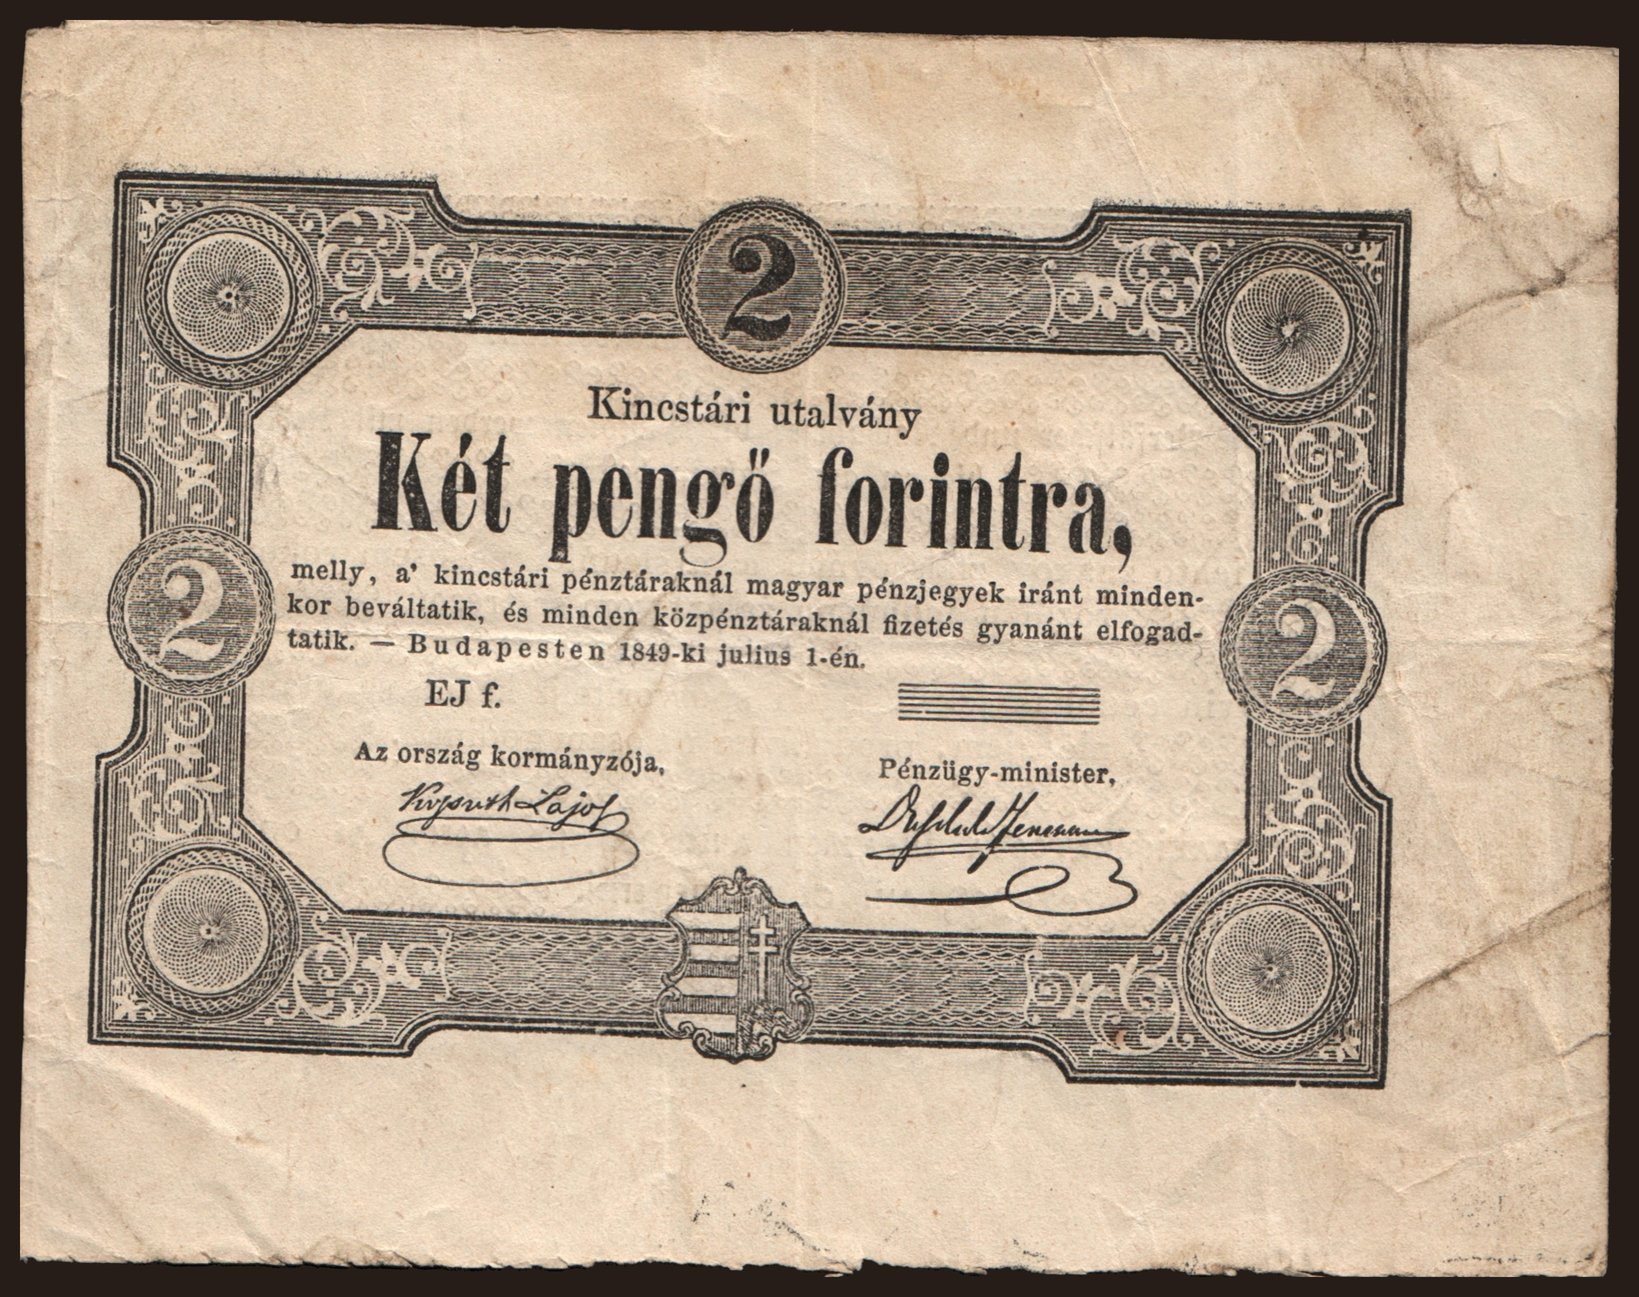 2
Kincstári utalvány
Két pengő forintra,
melly, a' kincstári pénztáraknál magyar pénzjegyek iránt minden-
kor beváltatik, és minden közpénztáraknál fizetés gyanánt elfogad-
tatik. — Budapesten 1849-ki julius 1-én.
2
2
EJ f.
Az ország kormányzója,
Pénzügy-minister,
Kossuth Lajos